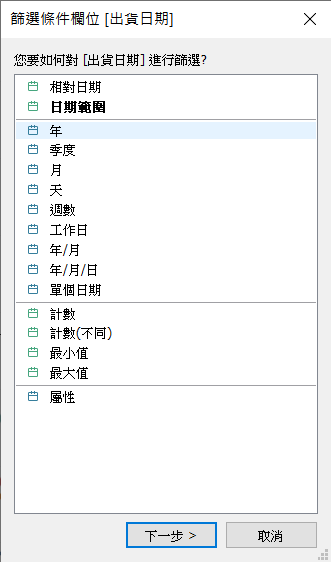 篩選條件欄位 [出貨日期]
您要如何對 [出貨日期] 進行篩選?
相對日期
日期範圍
年
季度
月
天
週數
工作日
年/月
年/月/日
單個日期
計數
計數(不同)
最小值
最大值
屬性
下一步 >
取消